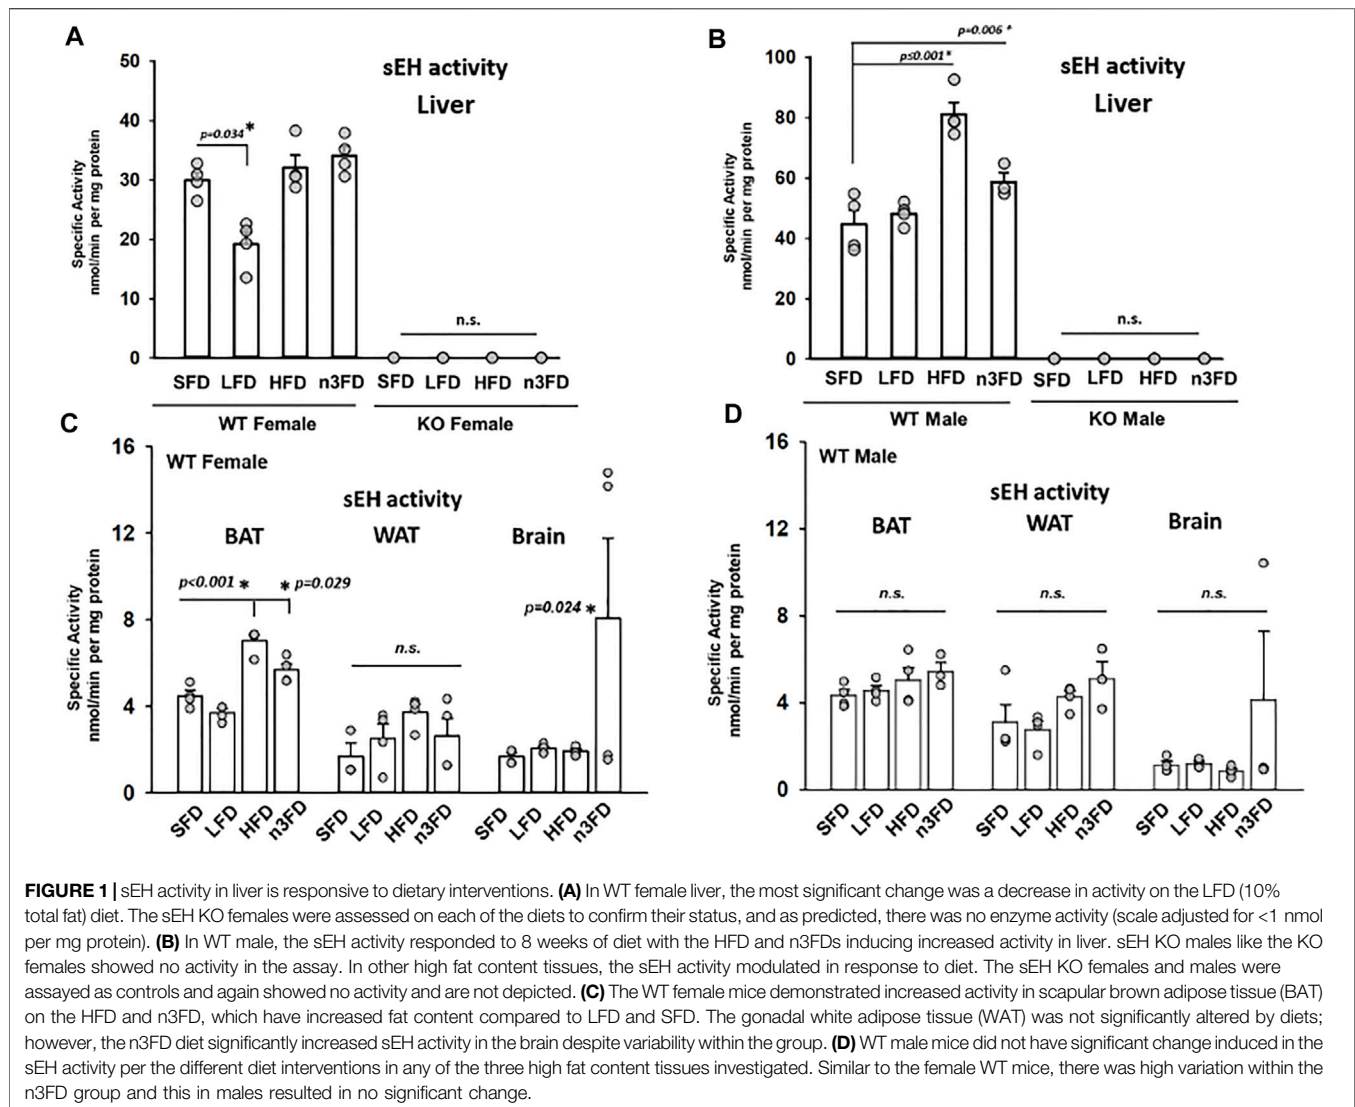 A
sEH activity
Liver
Specific Activity
nmol/min per mg protein
50
40
30
20
10
0
p=0.034 *
n.s.
SFD LFD HFD n3FD SFD LFD HFD n3FD
WT Female KO Female
B
sEH activity
Liver
Specific Activity
nmol/min per mg protein
100
80
60
40
20
0
p=0.006 *
p≤0.001 *
n.s.
SFD LFD HFD n3FD SFD LFD HFD n3FD
WT Male KO Male
C
WT Female
sEH activity
BAT WAT Brain
Specific Activity
nmol/min per mg protein
16
12
8
4
0
p<0.001 * * p=0.029
n.s.
p=0.024 *
SFD LFD HFD n3FD SFD LFD HFD n3FD SFD LFD HFD n3FD
D
WT Male
sEH activity
BAT WAT Brain
Specific Activity
nmol/min per mg protein
16
12
8
4
0
n.s. n.s. n.s.
SFD LFD HFD n3FD SFD LFD HFD n3FD SFD LFD HFD n3FD
FIGURE 1 | sEH activity in liver is responsive to dietary interventions. (A) In WT female liver, the most significant change was a decrease in activity on the LFD (10%
total fat) diet. The sEH KO females were assessed on each of the diets to confirm their status, and as predicted, there was no enzyme activity (scale adjusted for <1 nmol
per mg protein). (B) In WT male, the sEH activity responded to 8 weeks of diet with the HFD and n3FDs inducing increased activity in liver. sEH KO males like the KO
females showed no activity in the assay. In other high fat content tissues, the sEH activity modulated in response to diet. The sEH KO females and males were
assayed as controls and again showed no activity and are not depicted. (C) The WT female mice demonstrated increased activity in scapular brown adipose tissue (BAT)
on the HFD and n3FD, which have increased fat content compared to LFD and SFD. The gonadal white adipose tissue (WAT) was not significantly altered by diets;
however, the n3FD diet significantly increased sEH activity in the brain despite variability within the group. (D) WT male mice did not have significant change induced in the
sEH activity per the different diet interventions in any of the three high fat content tissues investigated. Similar to the female WT mice, there was high variation within the
n3FD group and this in males resulted in no significant change.